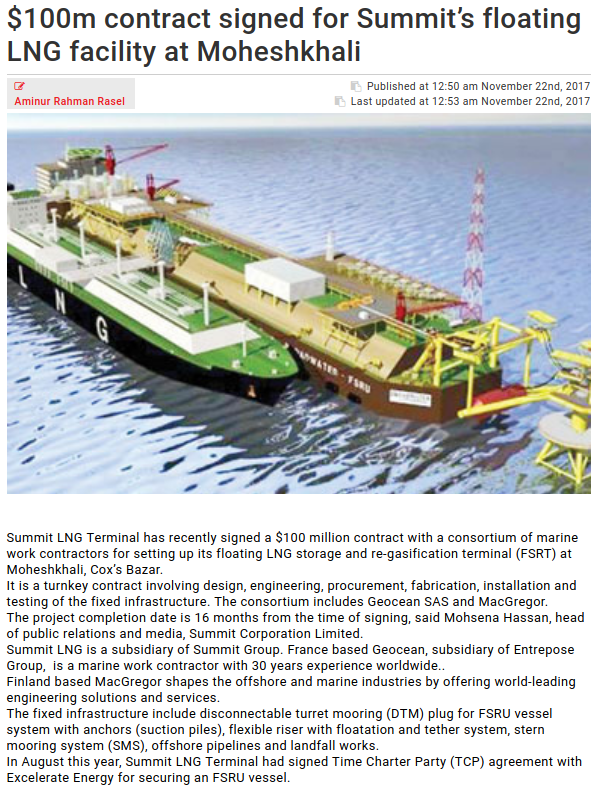 $100m contract signed for Summit’s floating
LNG facility at Moheshkhali
Published at 12:50 am November 22nd, 2017
Aminur Rahman Rasel
Last updated at 12:53 am November 22nd, 2017
L N G
FSRU
Summit LNG Terminal has recently signed a $100 million contract with a consortium of marine
work contractors for setting up its floating LNG storage and re-gasification terminal (FSRT) at
Moheshkhali, Cox’s Bazar.
It is a turnkey contract involving design, engineering, procurement, fabrication, installation and
testing of the fixed infrastructure. The consortium includes Geocean SAS and MacGregor.
The project completion date is 16 months from the time of signing, said Mohsena Hassan, head
of public relations and media, Summit Corporation Limited.
Summit LNG is a subsidiary of Summit Group. France based Geocean, subsidiary of Entrepose
Group,  is a marine work contractor with 30 years experience worldwide..
Finland based MacGregor shapes the offshore and marine industries by offering world-leading
engineering solutions and services.
The fixed infrastructure include disconnectable turret mooring (DTM) plug for FSRU vessel
system with anchors (suction piles), flexible riser with floatation and tether system, stern
mooring system (SMS), offshore pipelines and landfall works.
In August this year, Summit LNG Terminal had signed Time Charter Party (TCP) agreement with
Excelerate Energy for securing an FSRU vessel.